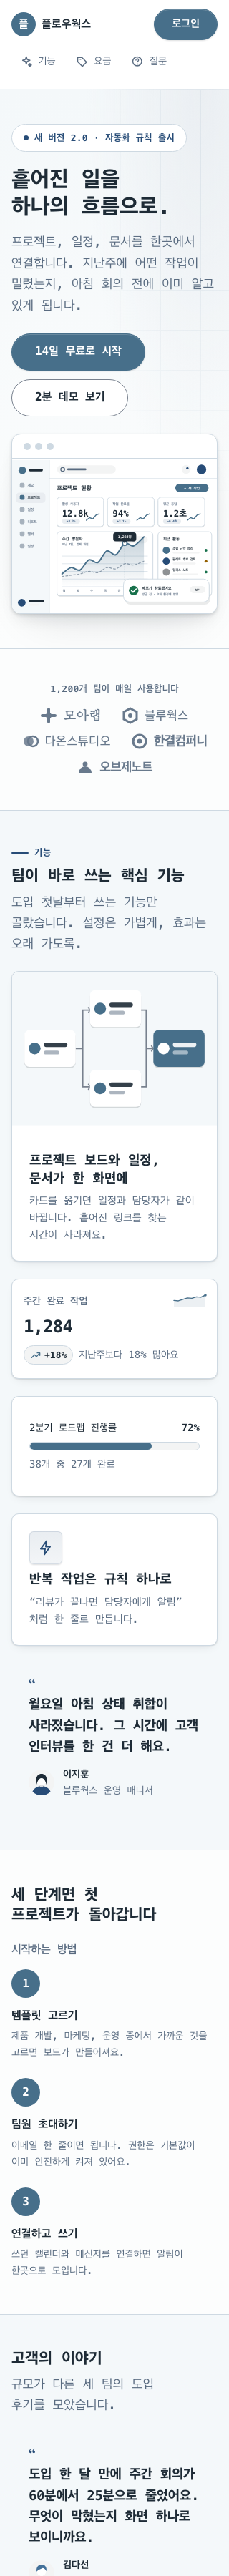 플 플로우웍스
로그인
기능 요금 질문
새 버전 2.0 · 자동화 규칙 출시
흩어진 일을
하나의 흐름으로.
프로젝트, 일정, 문서를 한곳에서
연결합니다. 지난주에 어떤 작업이
밀렸는지, 아침 회의 전에 이미 알고
있게 됩니다.
14일 무료로 시작
2분 데모 보기
프로젝트 현황
12.8k 94% 1.2초
1,200개 팀이 매일 사용합니다
모아랩 블루웍스
다온스튜디오 한결컴퍼니
오브제노트
기능
팀이 바로 쓰는 핵심 기능
도입 첫날부터 쓰는 기능만
골랐습니다. 설정은 가볍게, 효과는
오래 가도록.
프로젝트 보드와 일정,
문서가 한 화면에
카드를 옮기면 일정과 담당자가 같이
바뀝니다. 흩어진 링크를 찾는
시간이 사라져요.
주간 완료 작업
1,284
+18% 지난주보다 18% 많아요
2분기 로드맵 진행률 72%
38개 중 27개 완료
반복 작업은 규칙 하나로
“리뷰가 끝나면 담당자에게 알림”
처럼 한 줄로 만듭니다.
“
월요일 아침 상태 취합이
사라졌습니다. 그 시간에 고객
인터뷰를 한 건 더 해요.
이지훈
블루웍스 운영 매니저
세 단계면 첫
프로젝트가 돌아갑니다
시작하는 방법
1
템플릿 고르기
제품 개발, 마케팅, 운영 중에서 가까운 것을
고르면 보드가 만들어져요.
2
팀원 초대하기
이메일 한 줄이면 됩니다. 권한은 기본값이
이미 안전하게 켜져 있어요.
3
연결하고 쓰기
쓰던 캘린더와 메신저를 연결하면 알림이
한곳으로 모입니다.
고객의 이야기
규모가 다른 세 팀의 도입
후기를 모았습니다.
“
도입 한 달 만에 주간 회의가
60분에서 25분으로 줄었어요.
무엇이 막혔는지 화면 하나로
보이니까요.
김다선